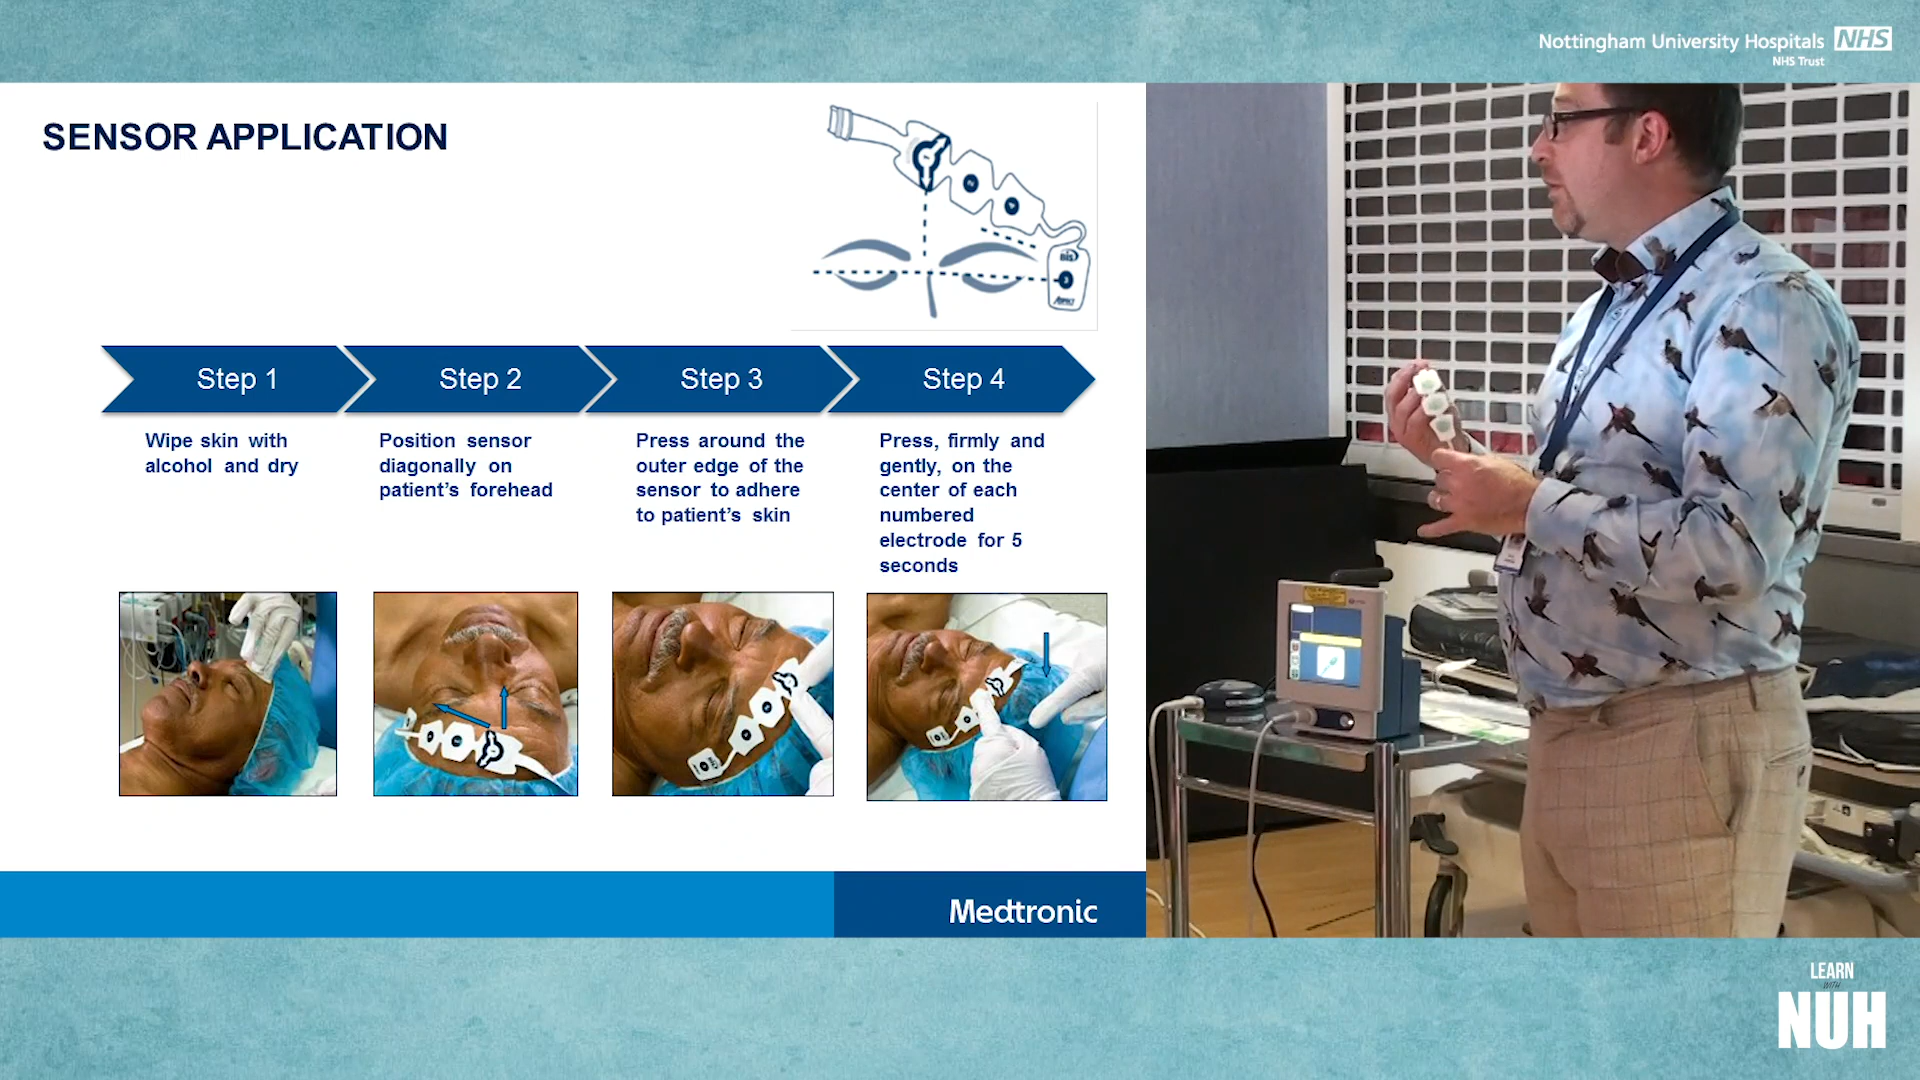 Nottingham University Hospitals NHS
NHS Trust
SENSOR APPLICATION
BIS
Step 1
Step 2
Step 3
Step 4
Wipe skin with
alcohol and dry
Position sensor
diagonally on
patient’s forehead
Press around the
outer edge of the
sensor to adhere
to patient’s skin
Press, firmly and
gently, on the
center of each
numbered
electrode for 5
seconds
Medtronic
LEARN
WITH
NUH